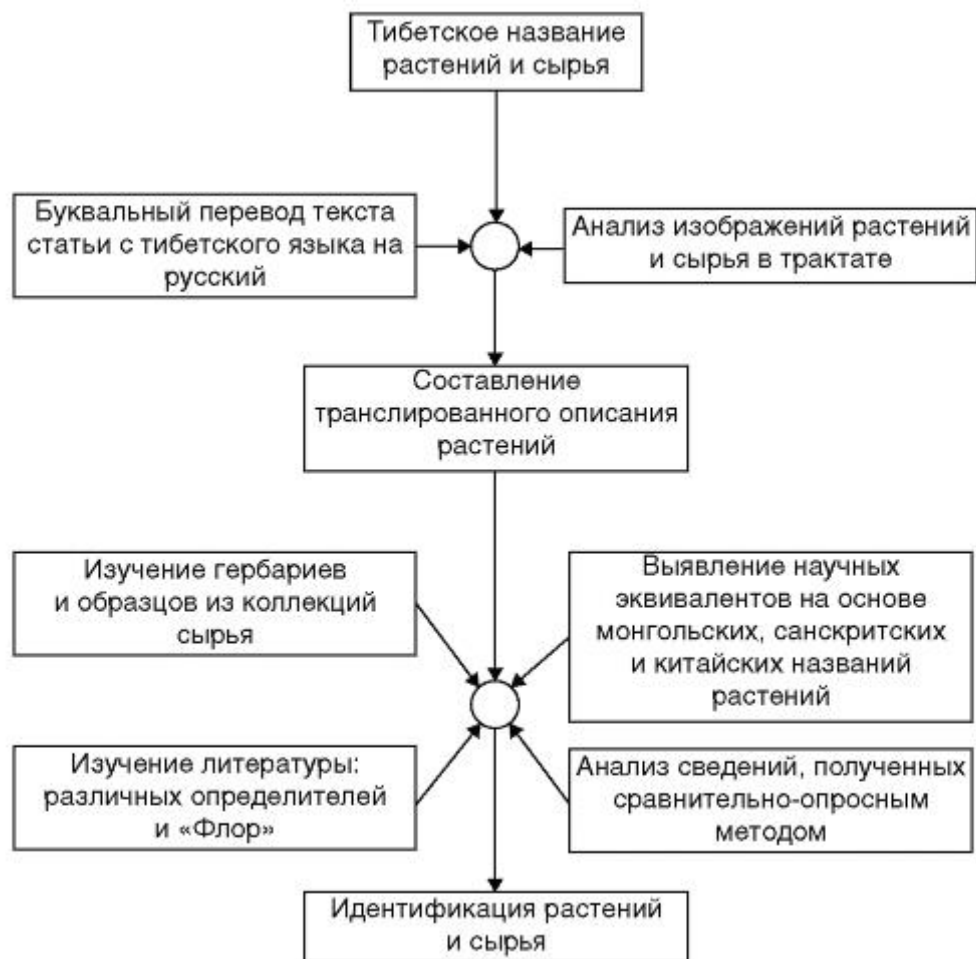 Тибетское название
растений и сырья
Буквальный перевод текста
статьи с тибетского языка на
русский
Анализ изображений растений
и сырья в трактате
Составление
транслированного описания
растений
Изучение гербариев
и образцов из коллекций
сырья
Выявление научных
эквивалентов на основе
монгольских, санскритских
и китайских названий
растений
Изучение литературы:
различных определителей
и «Флор»
Анализ сведений, полученных
сравнительно-опросным
методом
Идентификация растений
и сырья